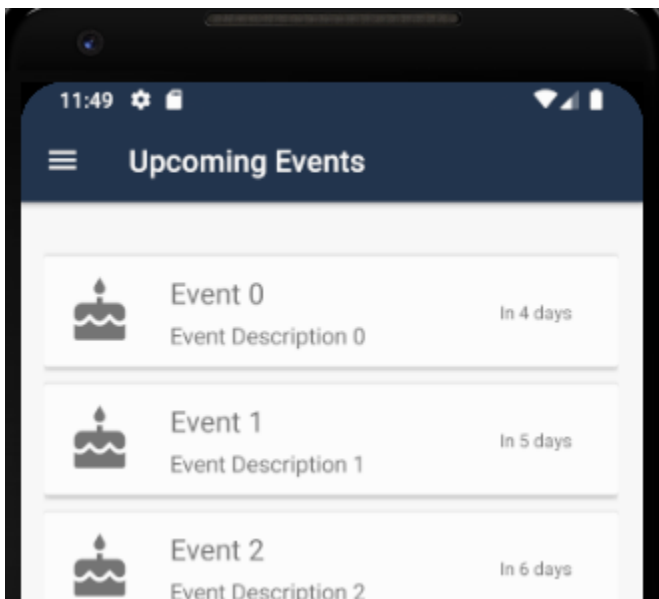 11:49
Upcoming Events
Event 0
Event Description 0
In 4 days
Event 1
Event Description 1
In 5 days
Event 2
Event Description 2
In 6 days